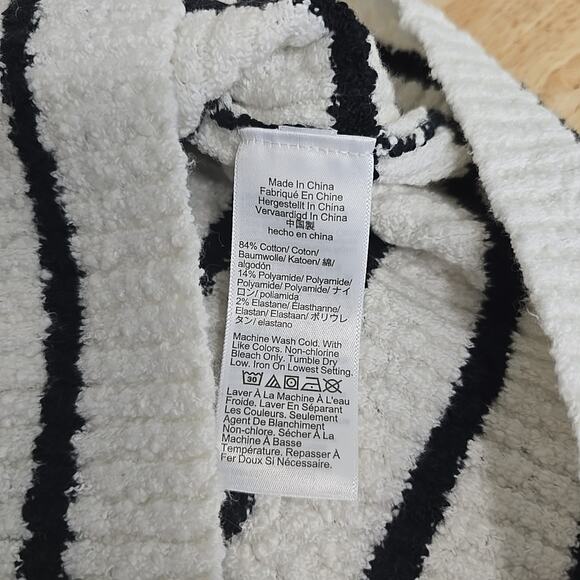 Made In China
Fabriqué En Chine
Hergestellt In China
Vervaardigd In China
中国製
hecho en china
84% Cotton/ Coton/
Baumwolle/ Katoen/ 綿/
algodón
14% Polyamide/ Polyamide/
Polyamide/ Polyamide/ ナイ
ロン/ poliamida
2% Elastane/ Élasthanne/
Elastan/ Elastaan/ ポリウレ
タン/ elastano
Machine Wash Cold. With
Like Colors. Non-chlorine
Bleach Only. Tumble Dry
Low. Iron On Lowest Setting.
30
Laver À La Machine À L'eau
Froide. Laver En Séparant
Les Couleurs. Seulement
Agent De Blanchiment
Non-chlore. Sécher À La
Machine À Basse
Température. Repasser À
Fer Doux Si Nécessaire.